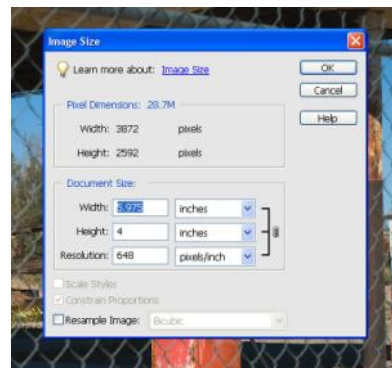 Image Size
Learn more about: Image Size
OK
Cancel
Help
Pixel Dimensions: 28.7M
Width: 3872 pixels
Height: 2592 pixels
Document Size:
Width: 5.975 inches
Height: 4 inches
Resolution: 648 pixels/inch
Scale Styles
Constrain Proportions
Resample Image: Bicubic